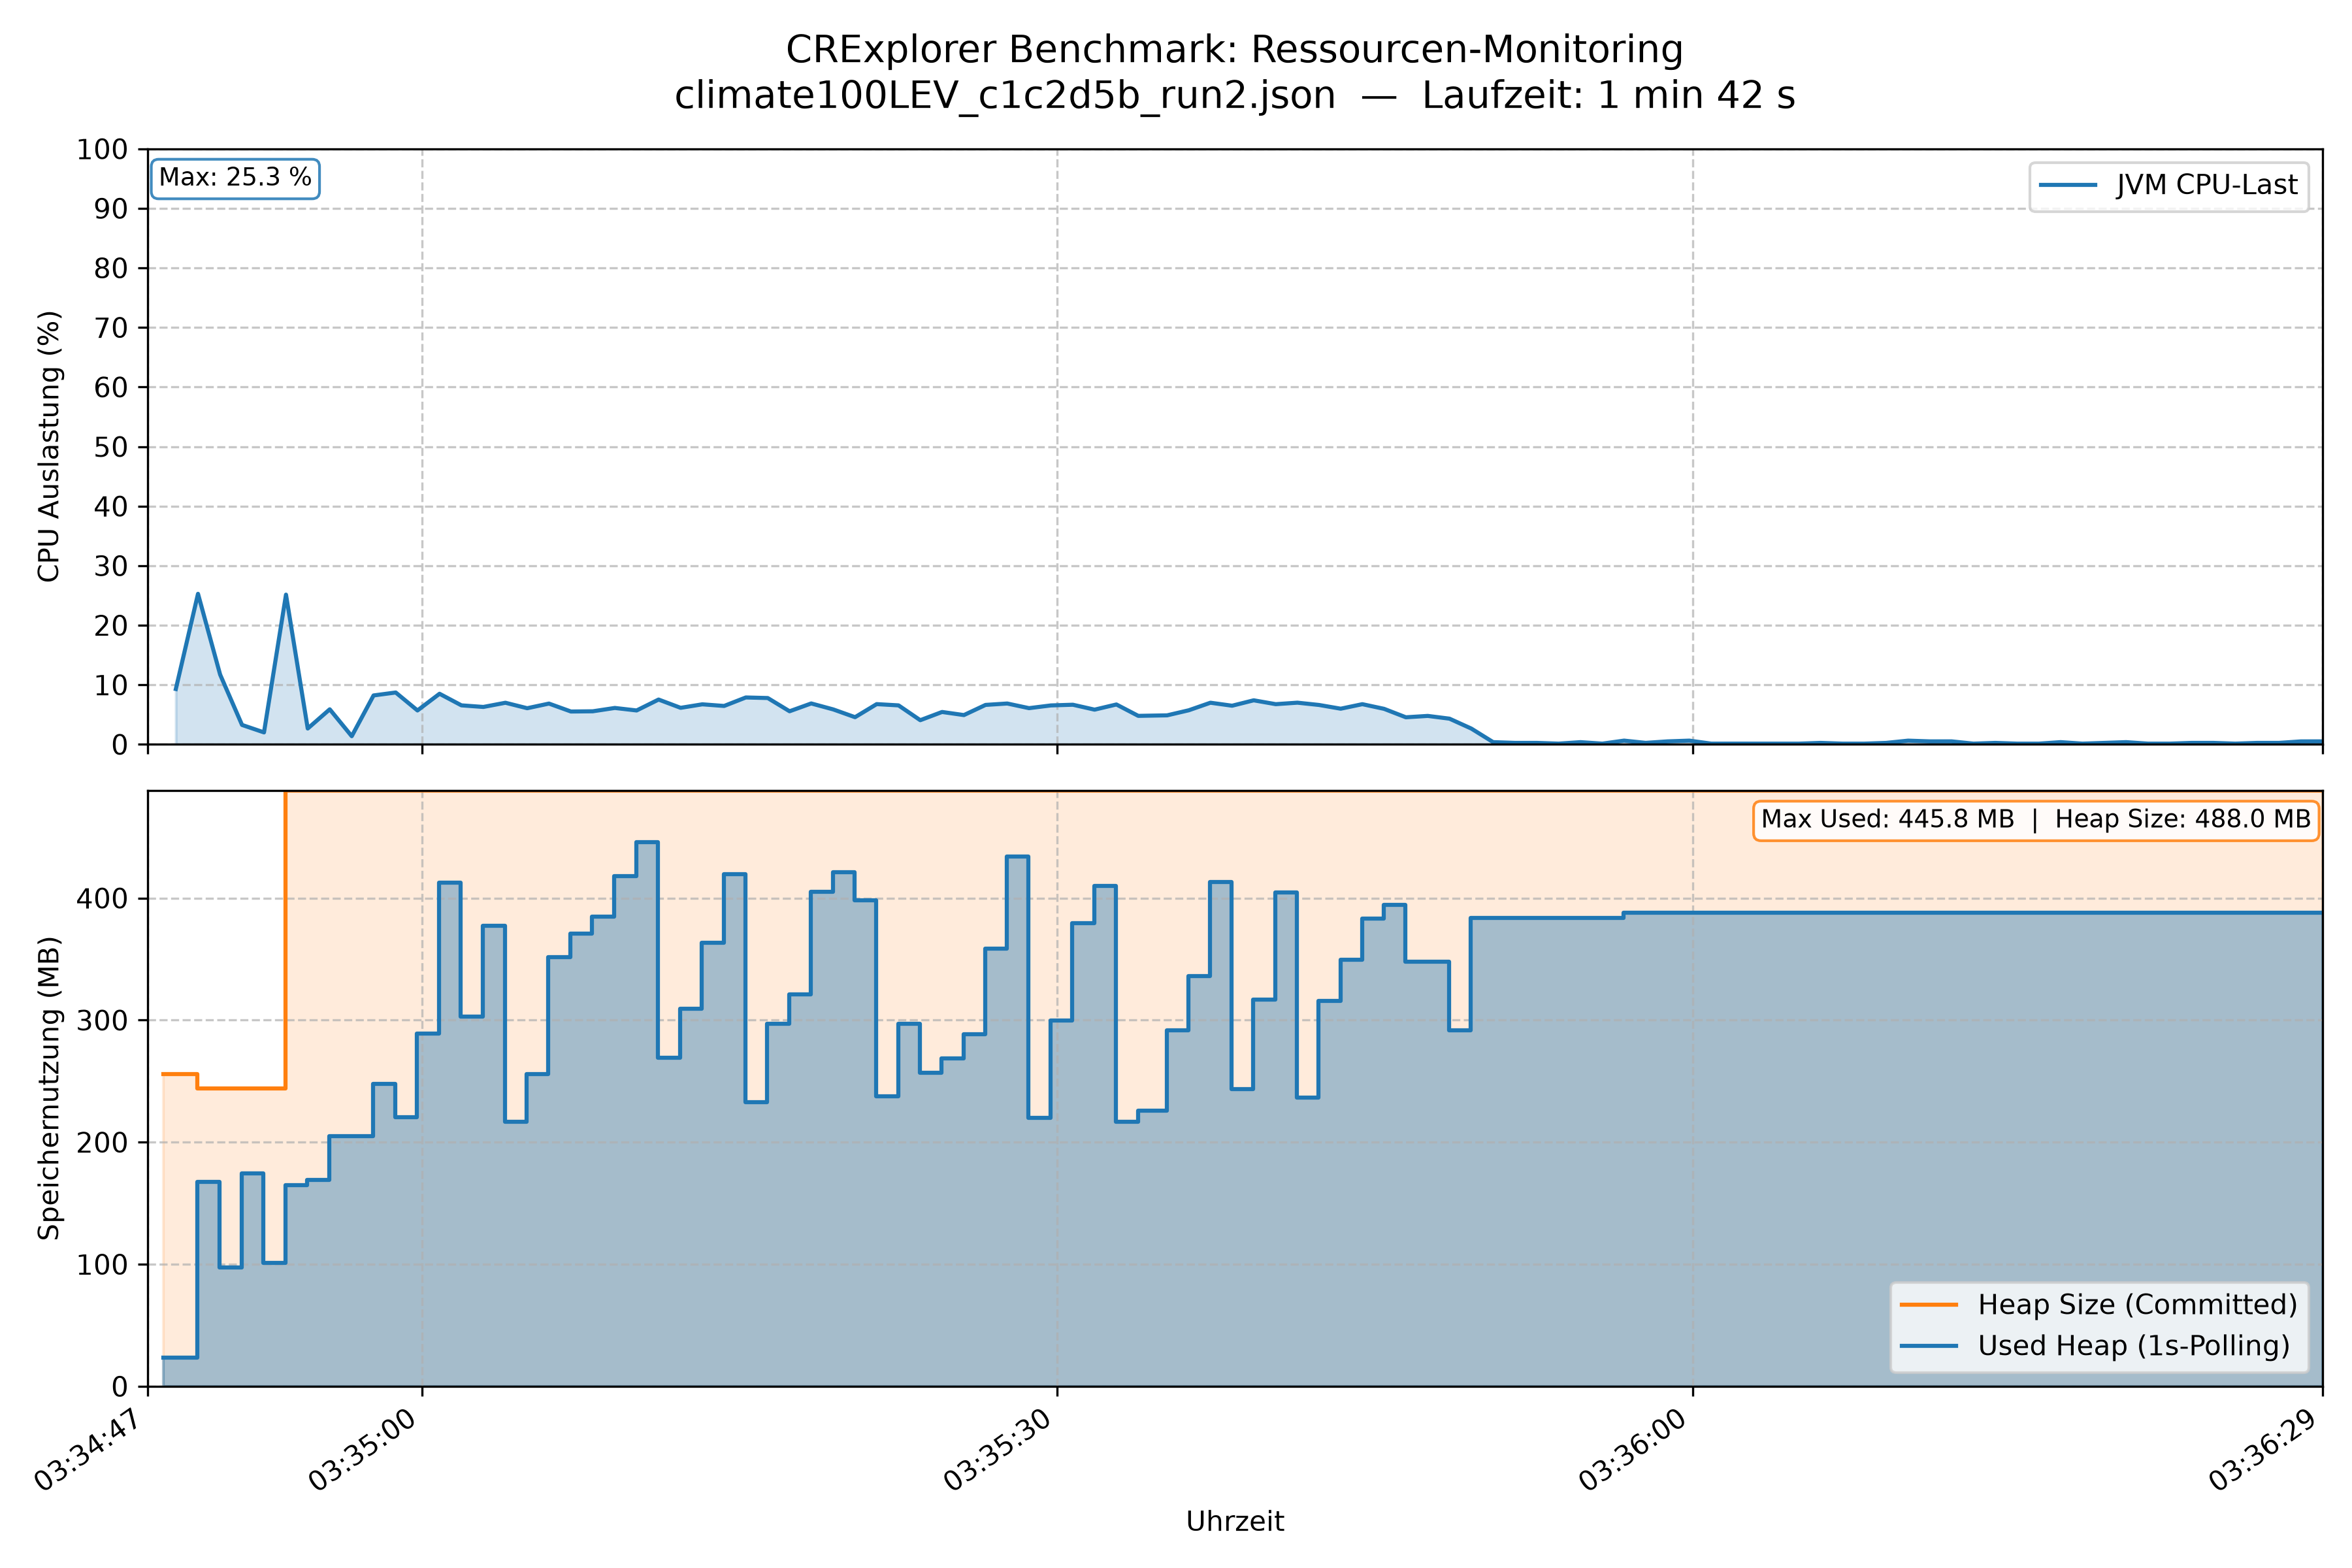 CRExplorer Benchmark: Ressourcen-Monitoring
climate100LEV_c1c2d5b_run2.json — Laufzeit: 1 min 42 s
Max: 25.3 %
JVM CPU-Last
CPU Auslastung (%)
100
90
80
70
60
50
40
30
20
10
0
Max Used: 445.8 MB | Heap Size: 488.0 MB
Speichernutzung (MB)
400
300
200
100
0
Heap Size (Committed)
Used Heap (1s-Polling)
03:34:47
03:35:00
03:35:30
03:36:00
03:36:29
Uhrzeit